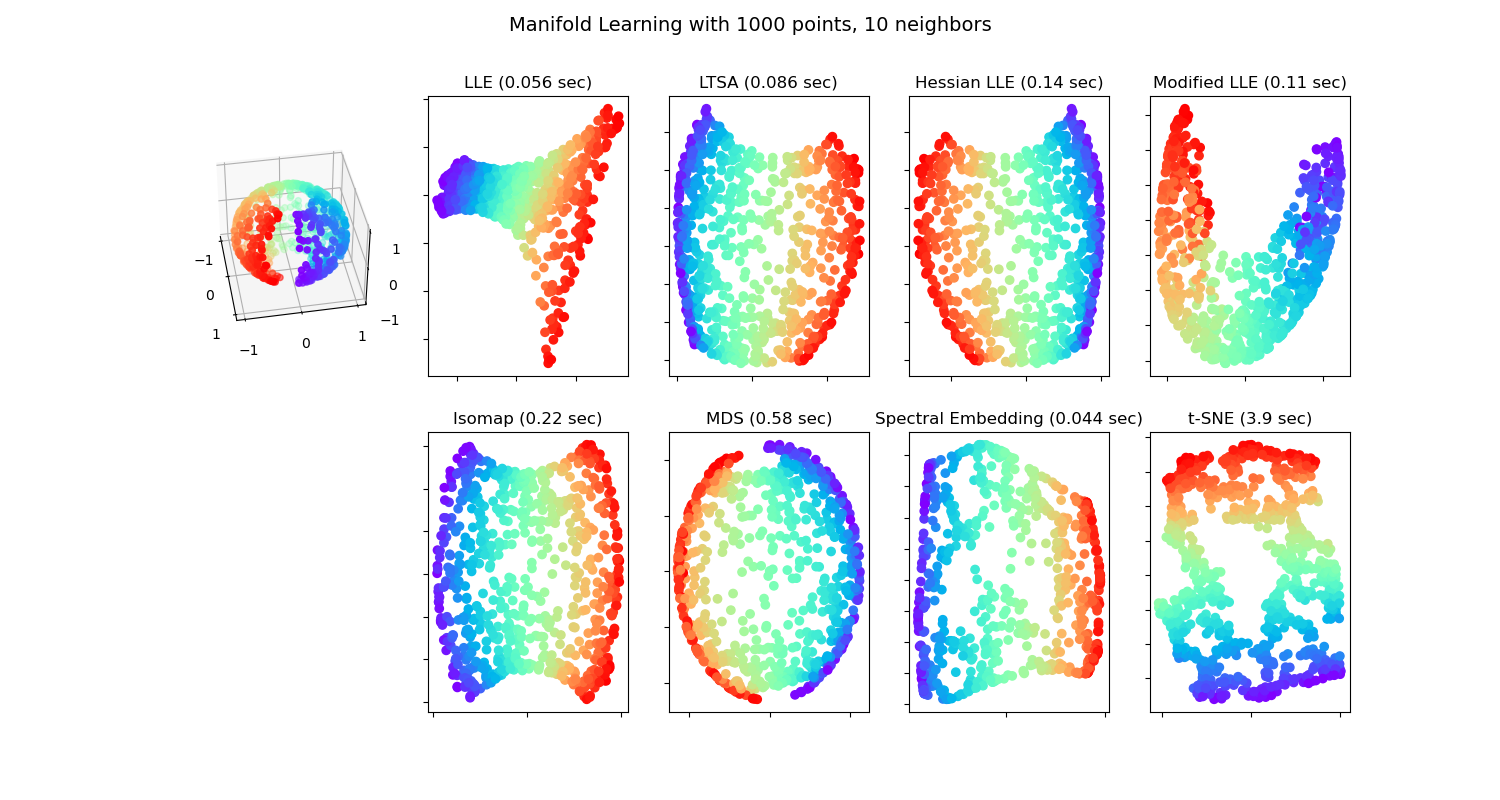 Manifold Learning with 1000 points, 10 neighbors
LLE (0.056 sec)
LTSA (0.086 sec)
Hessian LLE (0.14 sec)
Modified LLE (0.11 sec)
−1
0
1
−1
0
1
1
0
−1
Isomap (0.22 sec)
MDS (0.58 sec)
Spectral Embedding (0.044 sec)
t-SNE (3.9 sec)